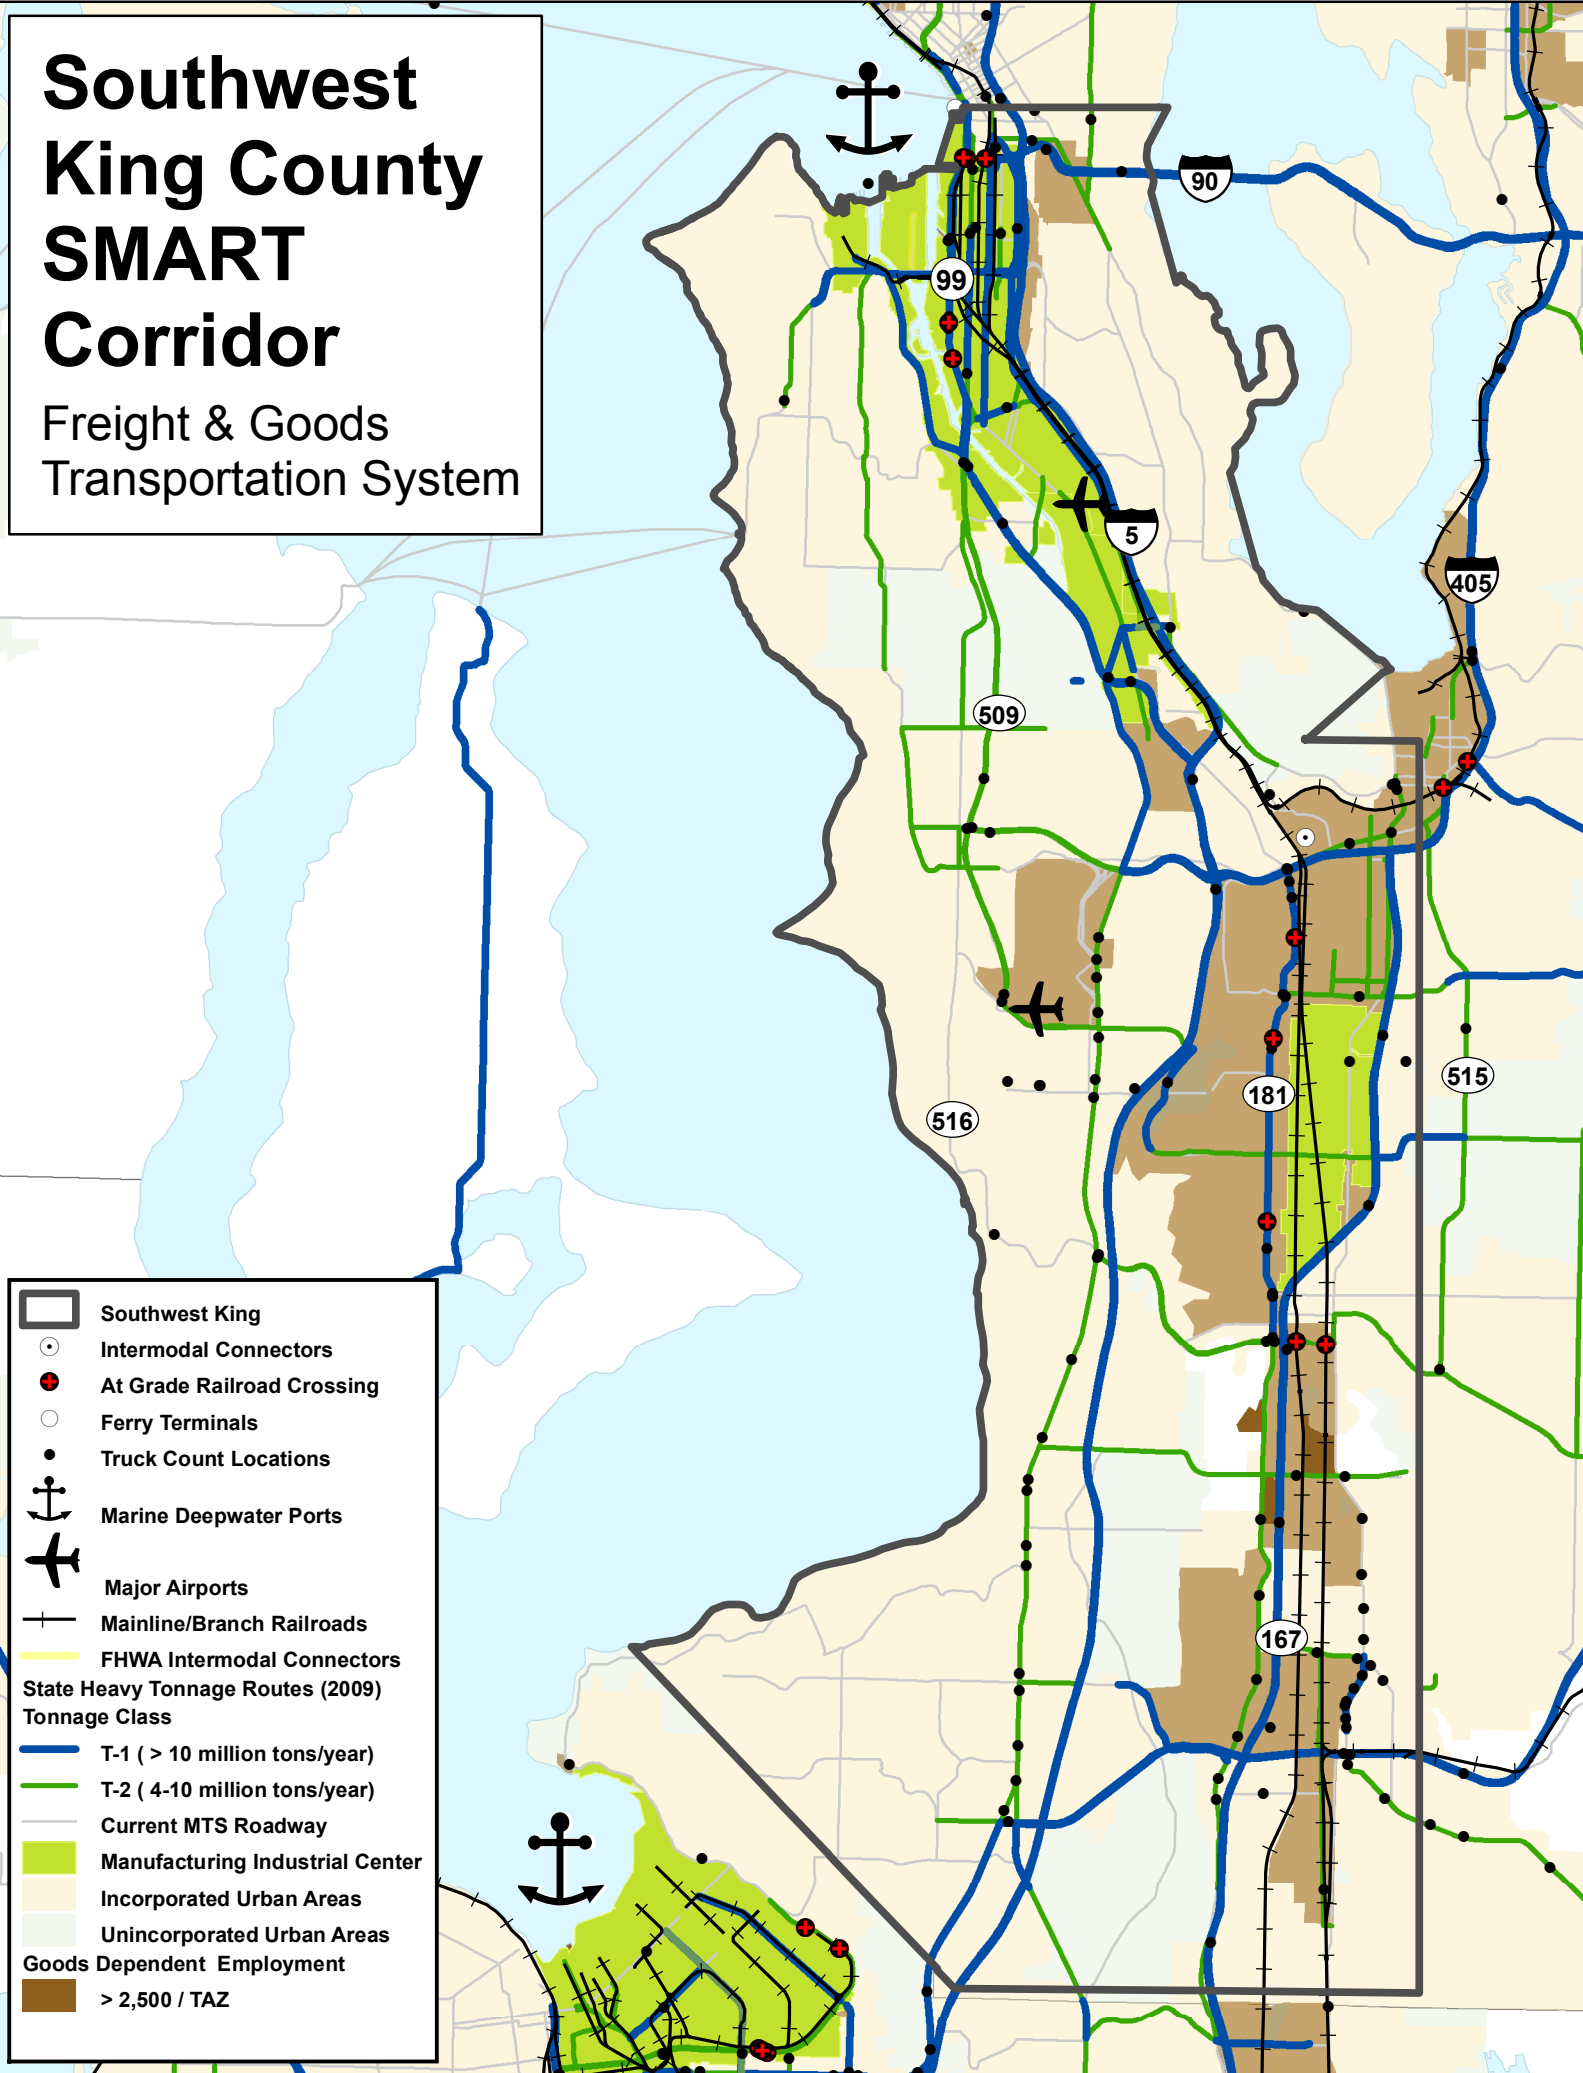 Southwest
King County
SMART
Corridor
Freight & Goods
Transportation System
90
99
5
405
509
181
515
516
167
Southwest King
Intermodal Connectors
At Grade Railroad Crossing
Ferry Terminals
Truck Count Locations
Marine Deepwater Ports
Major Airports
Mainline/Branch Railroads
FHWA Intermodal Connectors
State Heavy Tonnage Routes (2009)
Tonnage Class
T-1 ( > 10 million tons/year)
T-2 ( 4-10 million tons/year)
Current MTS Roadway
Manufacturing Industrial Center
Incorporated Urban Areas
Unincorporated Urban Areas
Goods Dependent Employment
> 2,500 / TAZ